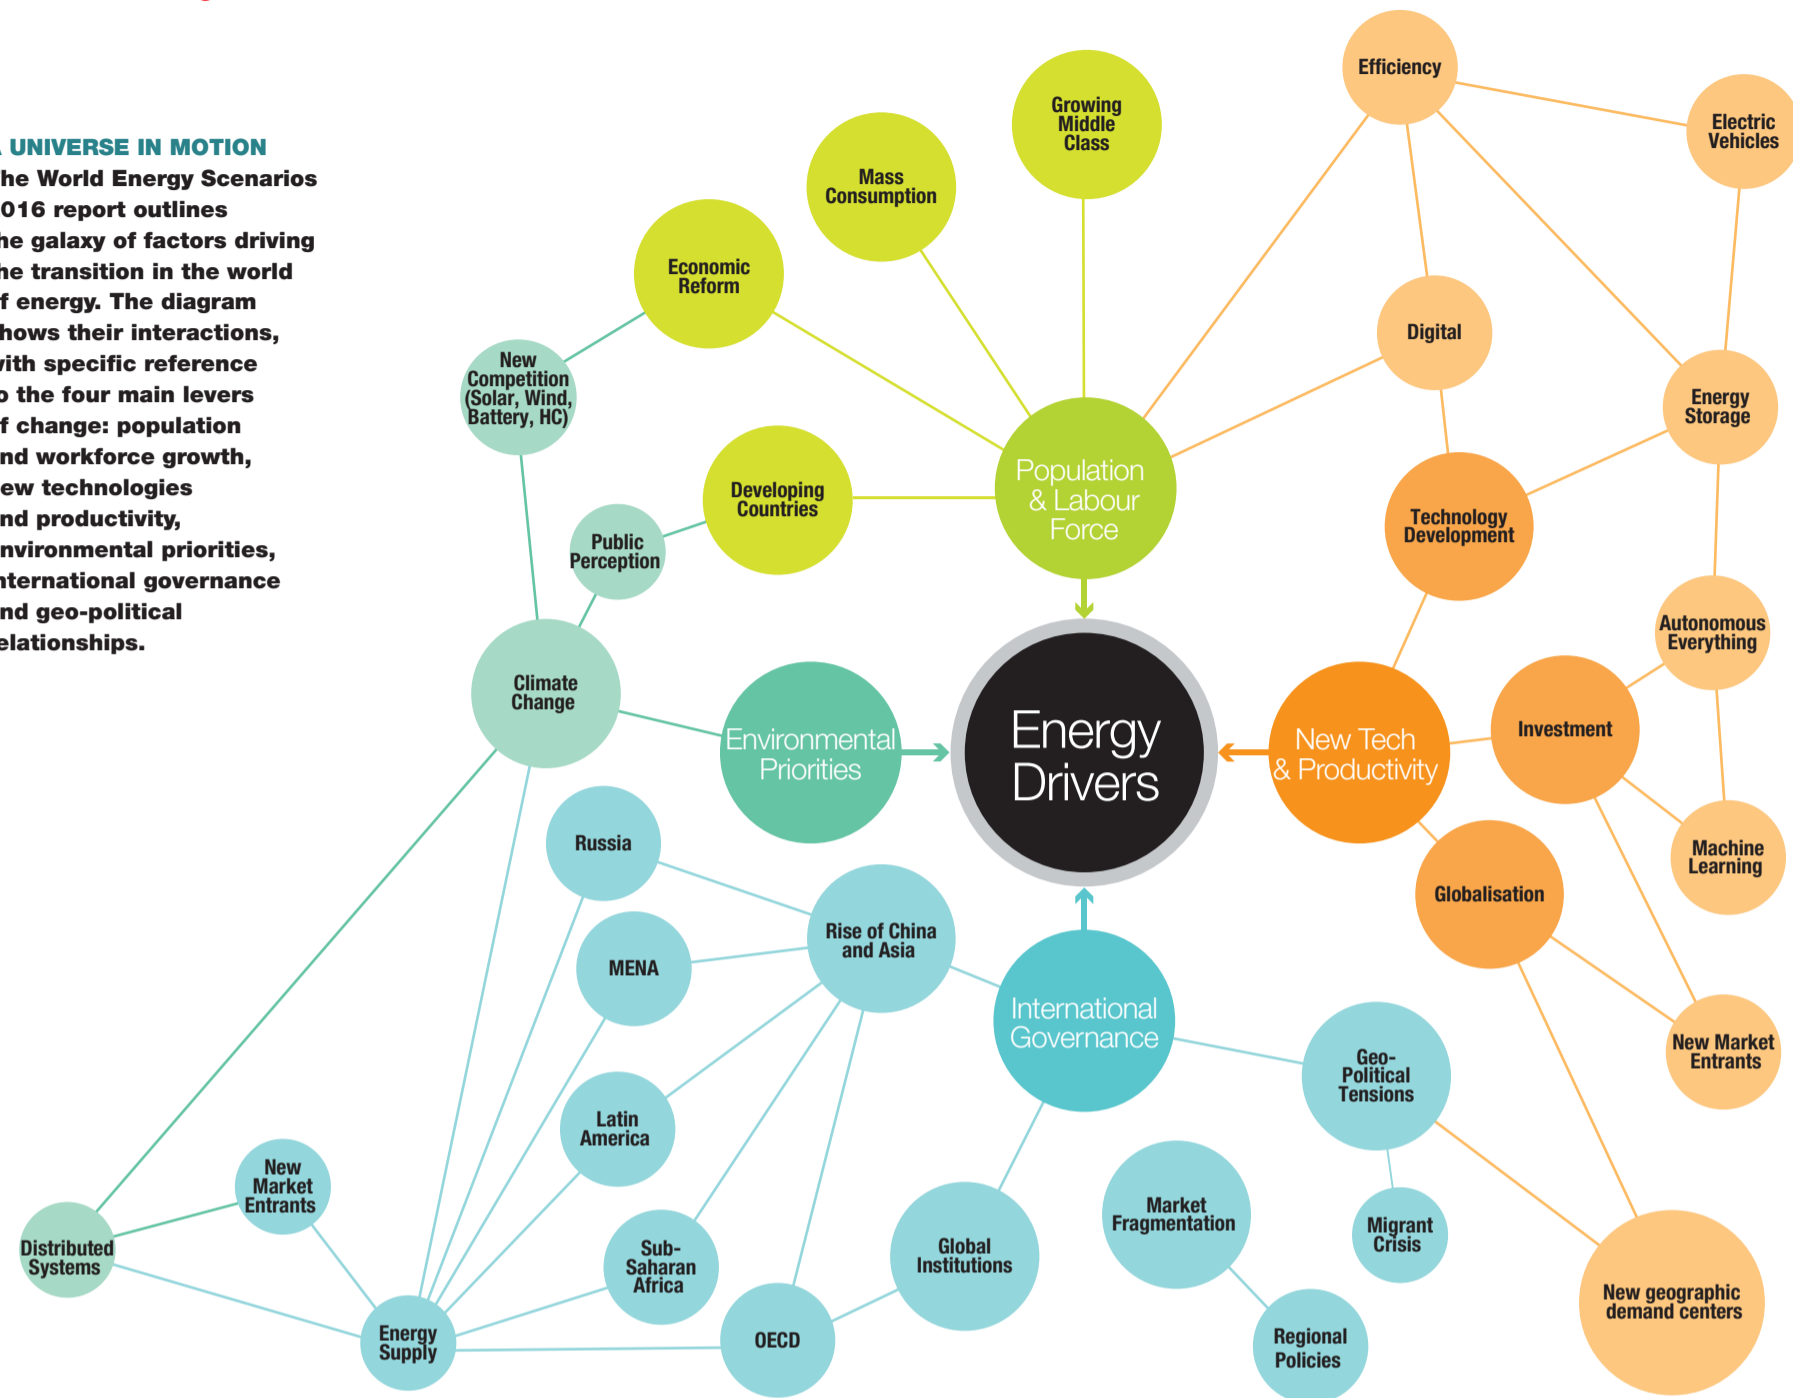 UNIVERSE IN MOTION
he World Energy Scenarios
016 report outlines
he galaxy of factors driving
he transition in the world
f energy. The diagram
hows their interactions,
ith specific reference
o the four main levers
f change: population
nd workforce growth,
ew technologies
nd productivity,
nvironmental priorities,
nternational governance
nd geo-political
elationships.
Efficiency
Growing
Middle
Class
Electric
Vehicles
Mass
Consumption
Economic
Reform
Digital
New
Competition
(Solar, Wind,
Battery, HC)
Energy
Storage
Population
& Labour
Force
Developing
Countries
Technology
Development
Public
Perception
Autonomous
Everything
Climate
Change
Environmental
Priorities
Energy
Drivers
New Tech
& Productivity
Investment
Russia
Machine
Learning
Globalisation
Rise of China
and Asia
MENA
International
Governance
New Market
Entrants
Geo-
Political
Tensions
Latin
America
New
Market
Entrants
Market
Fragmentation
Migrant
Crisis
Distributed
Systems
Sub-
Saharan
Africa
Global
Institutions
New geographic
demand centers
Energy
Supply
OECD
Regional
Policies